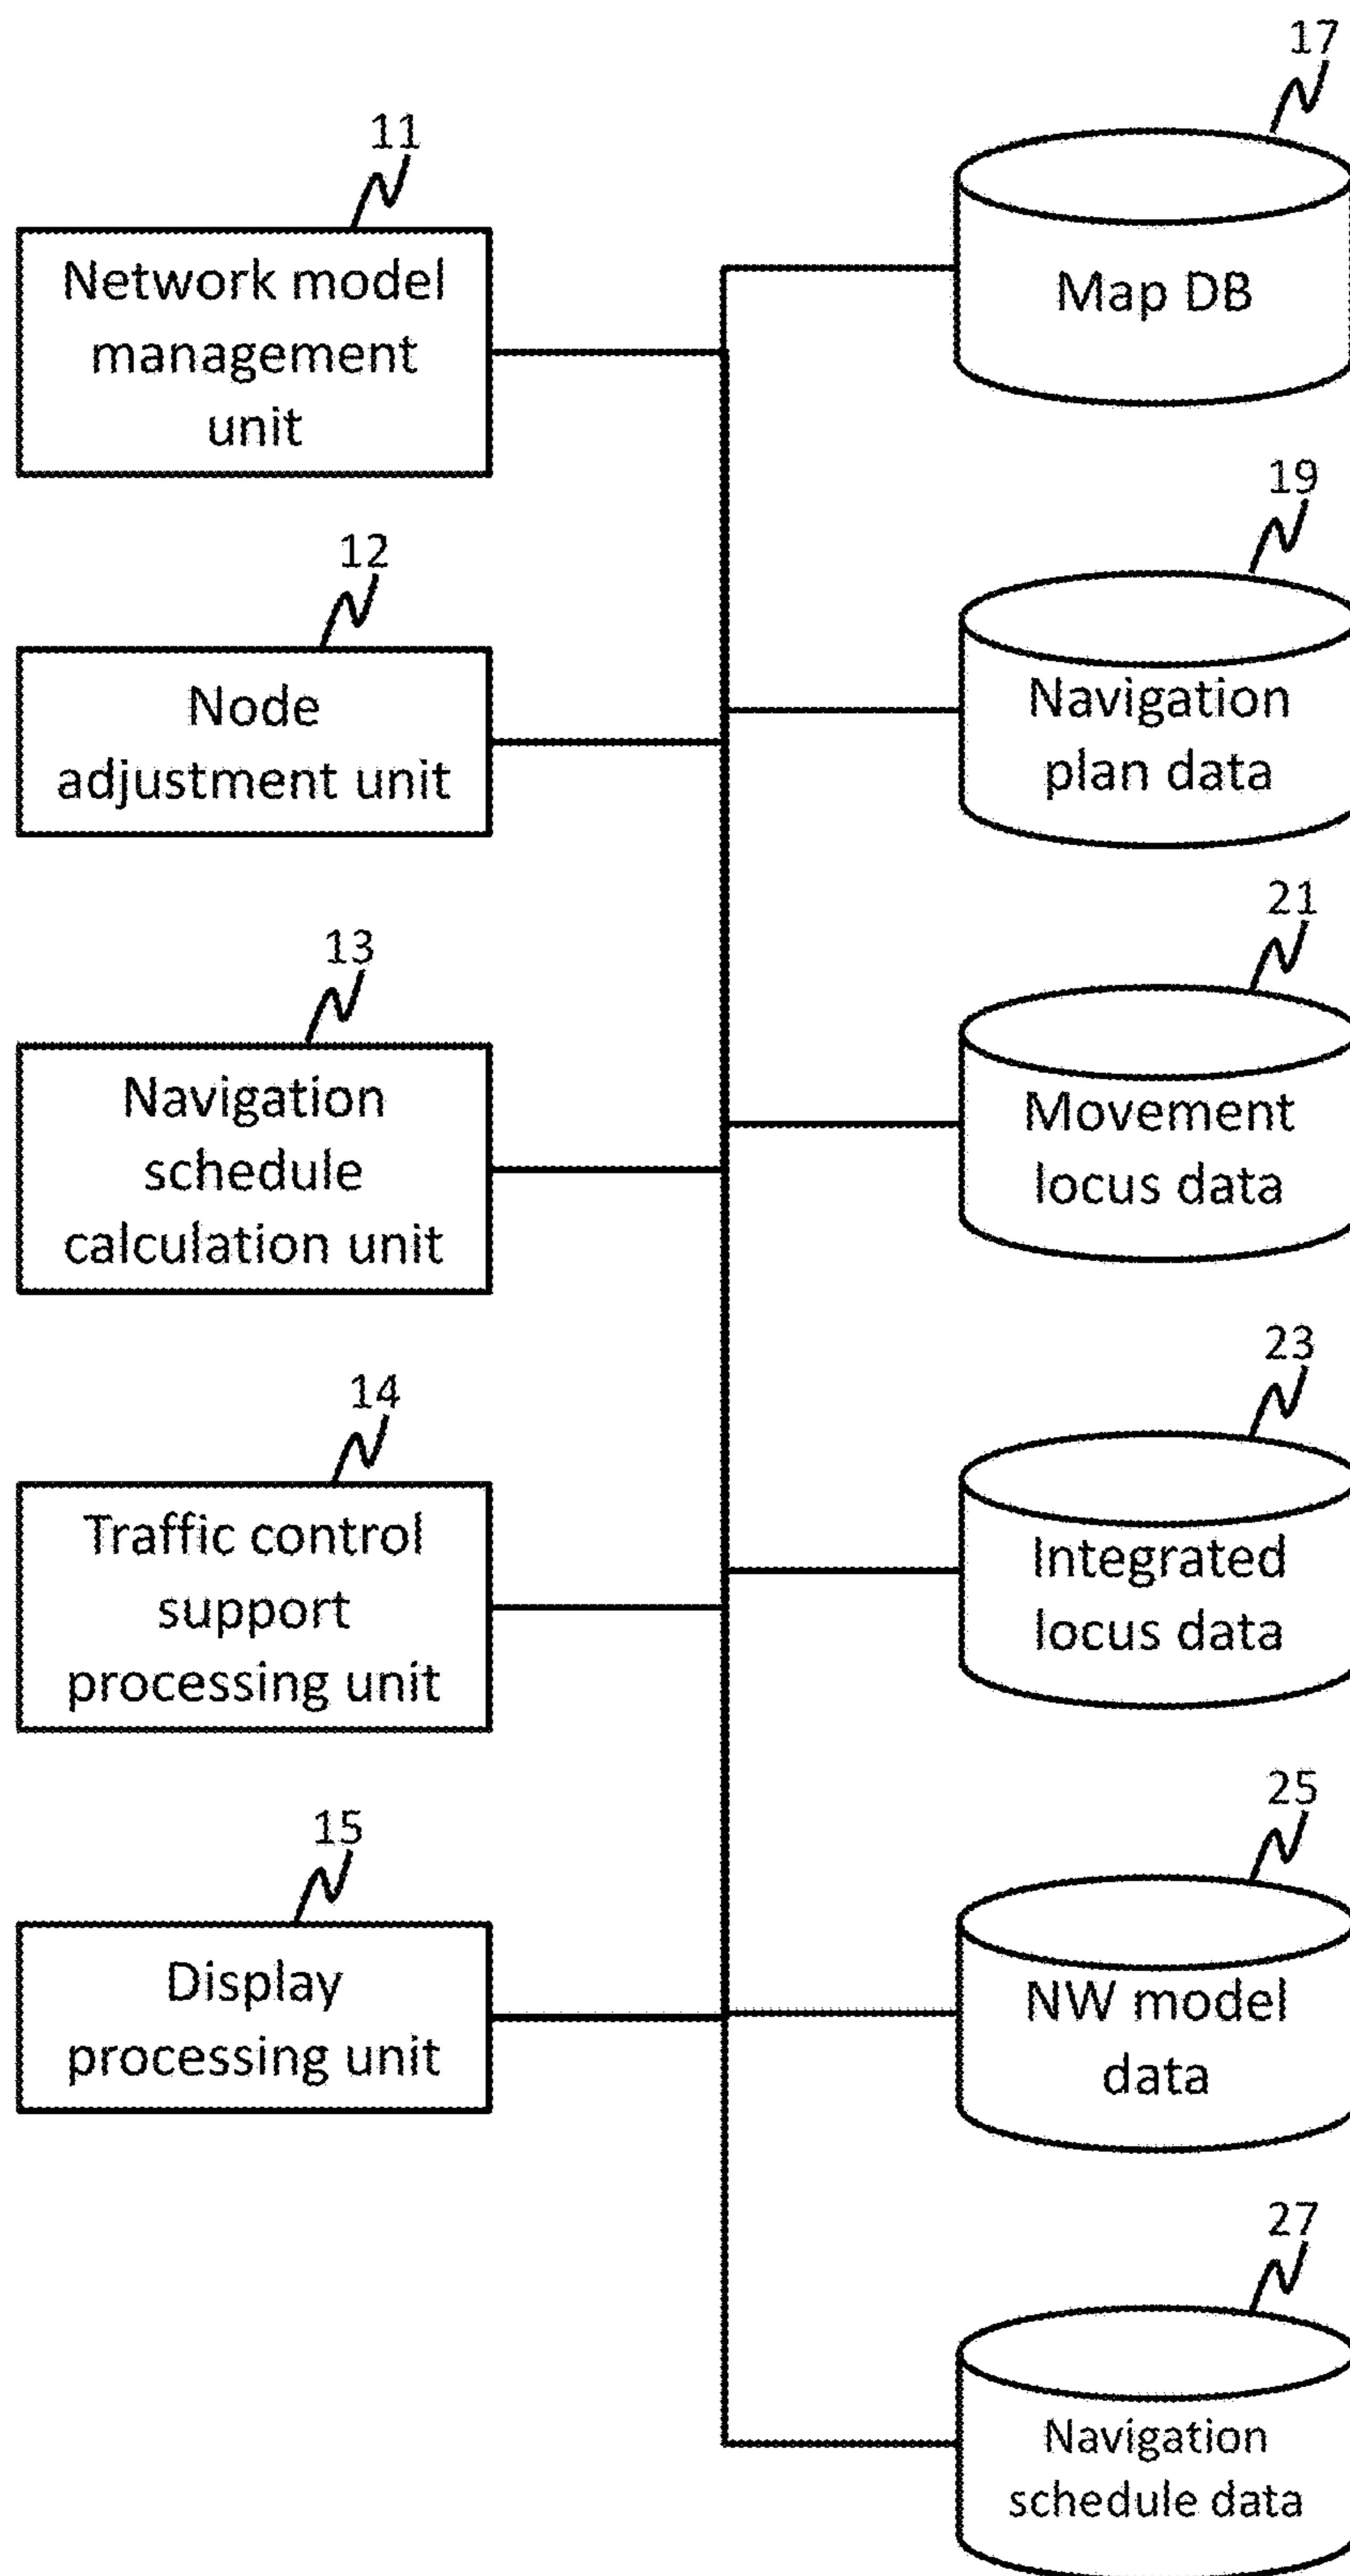 11
Network model
management
unit
12
Node
adjustment unit
13
Navigation
schedule
calculation unit
14
Traffic control
support
processing unit
15
Display
processing unit
17
Map DB
19
Navigation
plan data
21
Movement
locus data
23
Integrated
locus data
25
NW model
data
27
Navigation
schedule data